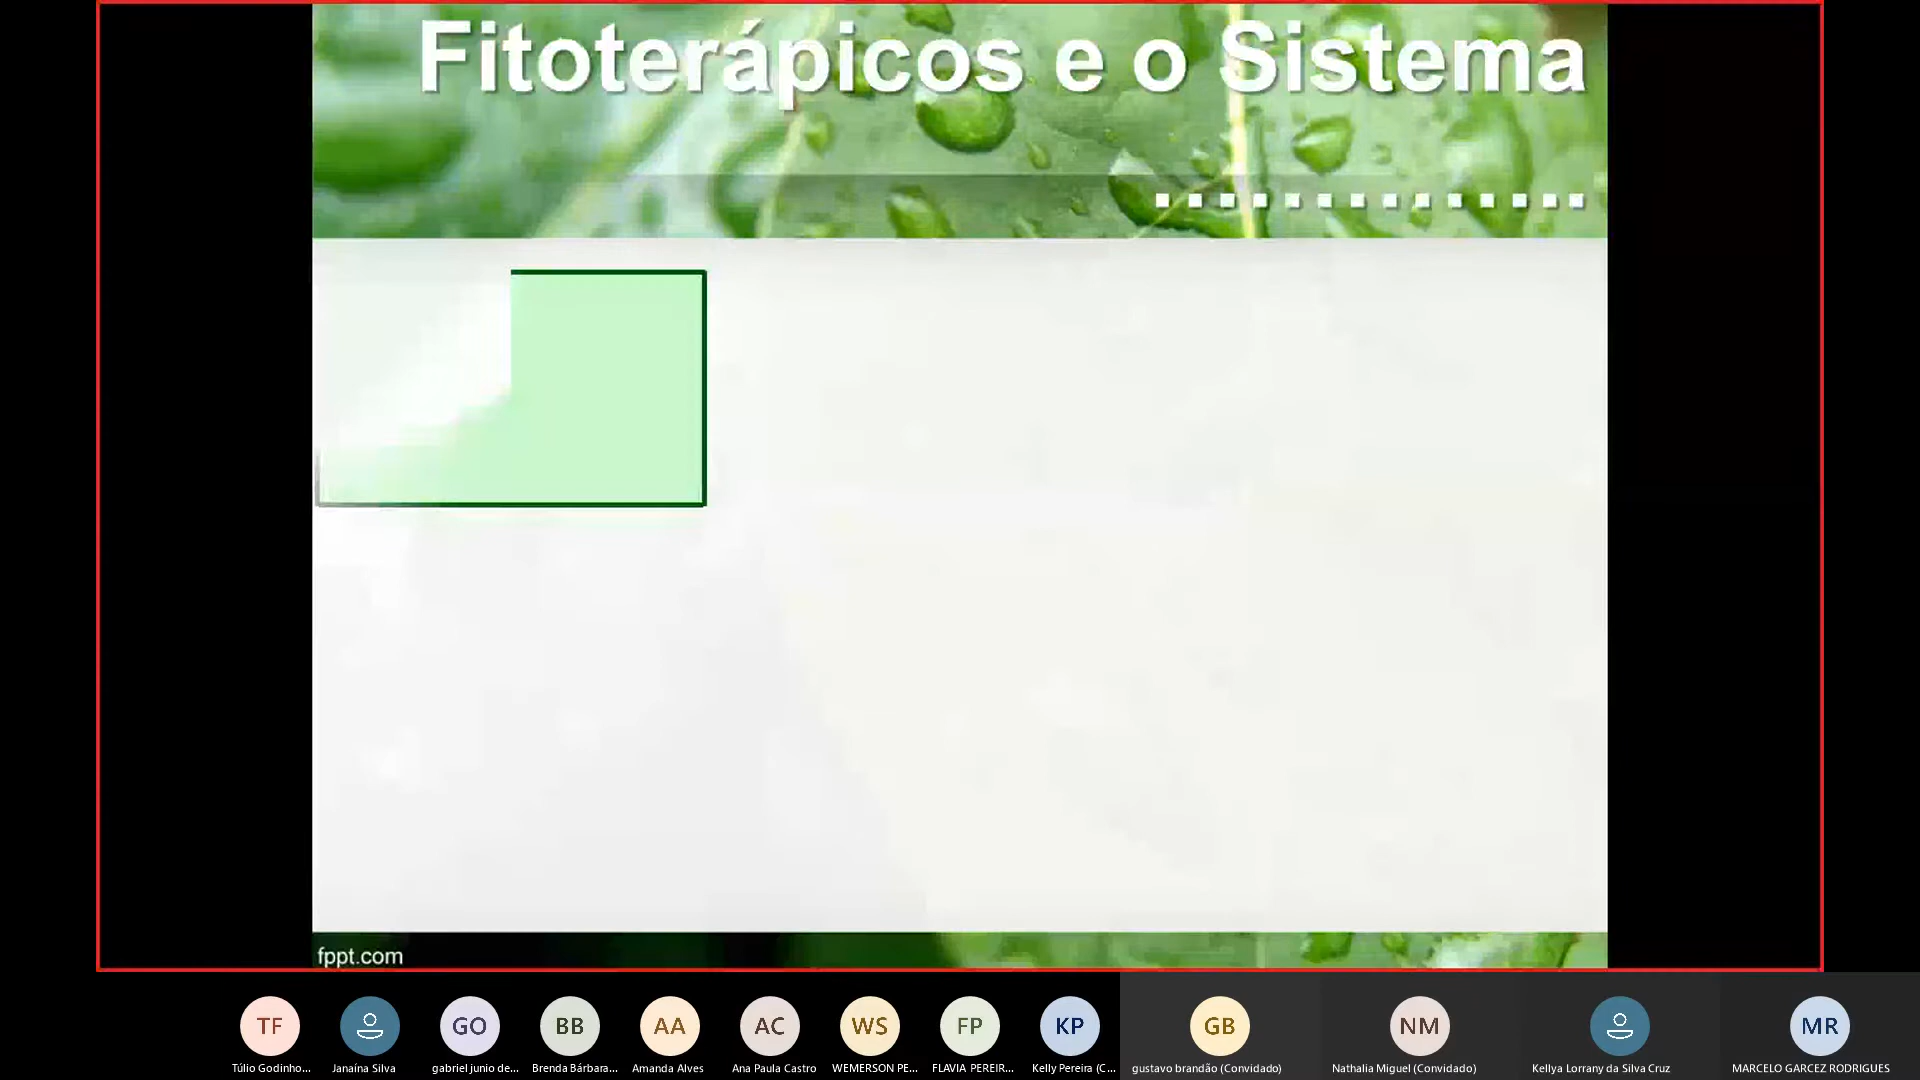 Fitoterápicos e o Sistema
fppt.com
TF
GO
BB
AA
AC
WS
FP
KP
GB
NM
MR
Túlio Godinho...
Janaína Silva
gabriel junio de...
Brenda Bárbara...
Amanda Alves
Ana Paula Castro
WEMERSON PE...
FLAVIA PEREIR...
Kelly Pereira (C...
gustavo brandão (Convidado)
Nathalia Miguel (Convidado)
Kellya Lorrany da Silva Cruz
MARCELO GARCEZ RODRIGUES